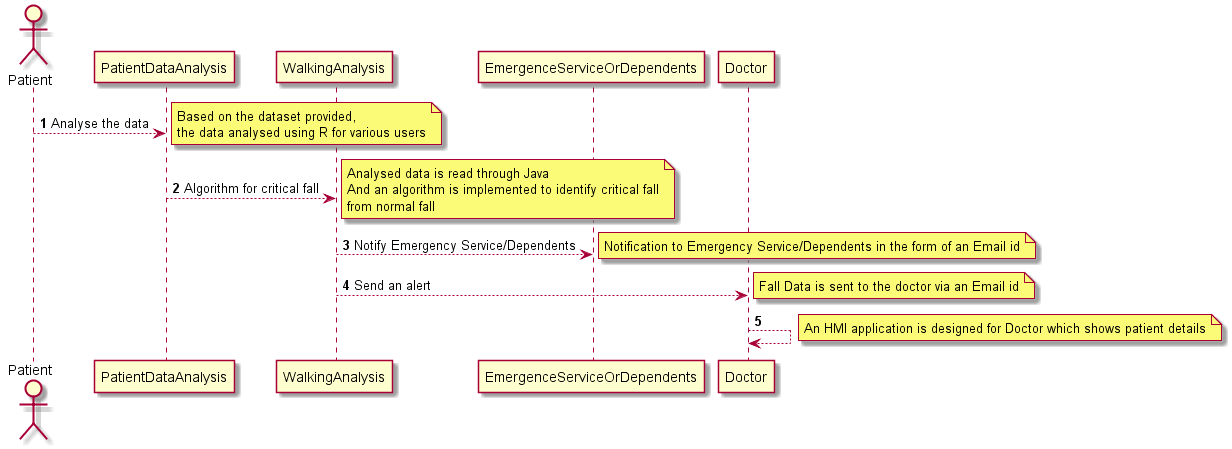 Patient
PatientDataAnalysis
WalkingAnalysis
EmergenceServiceOrDependents
Doctor
1 Analyse the data
Based on the dataset provided,
the data analysed using R for various users
2 Algorithm for critical fall
Analysed data is read through Java
And an algorithm is implemented to identify critical fall
from normal fall
3 Notify Emergency Service/Dependents
Notification to Emergency Service/Dependents in the form of an Email id
4 Send an alert
Fall Data is sent to the doctor via an Email id
5
An HMI application is designed for Doctor which shows patient details
Patient
PatientDataAnalysis
WalkingAnalysis
EmergenceServiceOrDependents
Doctor